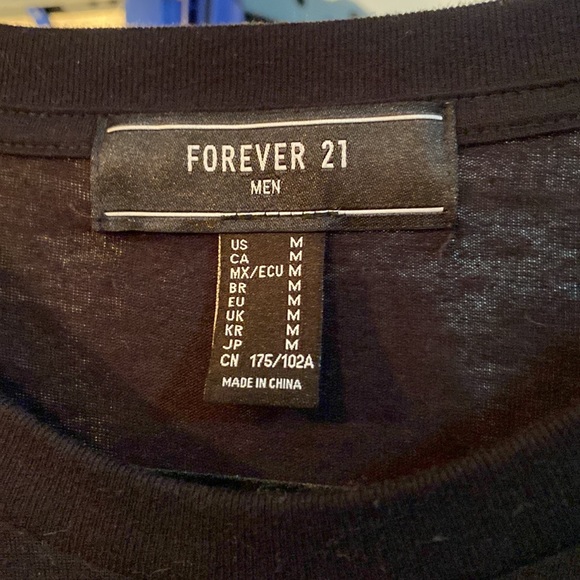 FOREVER 21
MEN
US M
CA M
MX/ECU M
BR M
EU M
UK M
KR M
JP M
CN 175/102A
MADE IN CHINA